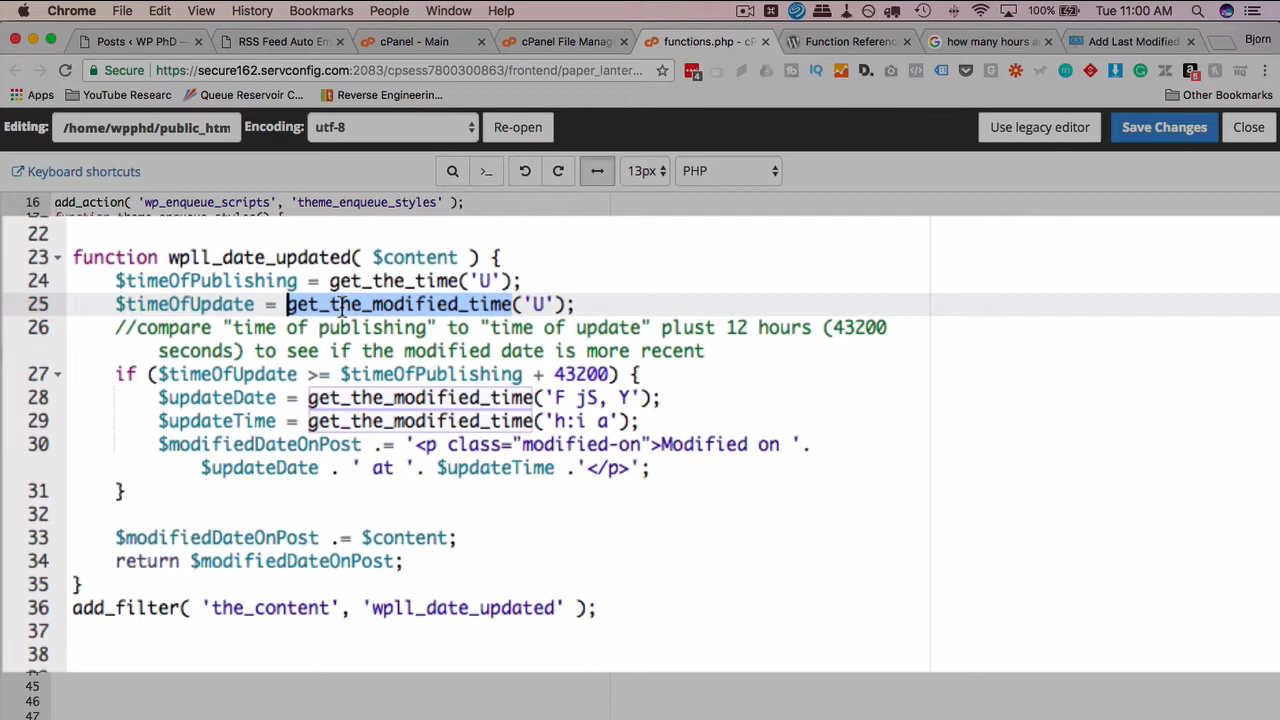 Chrome File Edit View History Bookmarks People Window Help 100% Tue 11:00 AM
Posts ‹ WP PhD — RSS Feed Auto Em cPanel - Main cPanel File Manag functions.php - cP Function Referenc how many hours a Add Last Modified Bjorn
Secure https://secure162.servconfig.com:2083/cpsess2800300863/frontend/paper_lanter...
Apps YouTube Researc Queue Reservoir C... Reverse Engineerin... Other Bookmarks
Editing: /home/wpphd/public_htm Encoding: utf-8 Re-open Use legacy editor Save Changes Close
Keyboard shortcuts 13px PHP
16 add_action( 'wp_enqueue_scripts', 'theme_enqueue_styles' );
function theme_enqueue_styles() {
22
23 function wpll_date_updated( $content ) {
24 $timeOfPublishing = get_the_time('U');
25 $timeOfUpdate = get_the_modified_time('U');
26 //compare "time of publishing" to "time of update" plust 12 hours (43200
seconds) to see if the modified date is more recent
27 if ($timeOfUpdate >= $timeOfPublishing + 43200) {
28 $updateDate = get_the_modified_time('F jS, Y');
29 $updateTime = get_the_modified_time('h:i a');
30 $modifiedDateOnPost .= '<p class="modified-on">Modified on '.
$updateDate . ' at '. $updateTime .'</p>';
31 }
32
33 $modifiedDateOnPost .= $content;
34 return $modifiedDateOnPost;
35 }
36 add_filter( 'the_content', 'wpll_date_updated' );
37
38
45
46
47